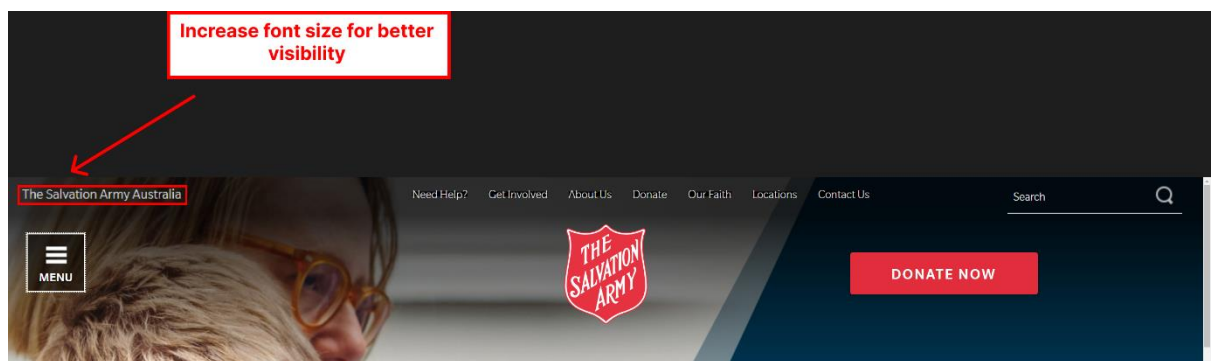 Increase font size for better
visibility
The Salvation Army Australia
Need Help? Get Involved About Us Donate Our Faith Locations Contact Us
Search
MENU
THE
SALVATION
ARMY
DONATE NOW